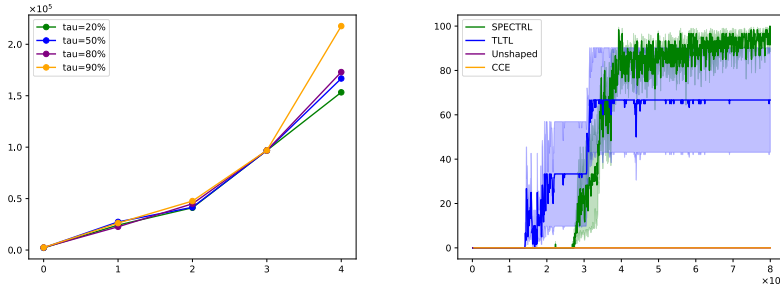 ×10⁵
tau=20%
tau=50%
tau=80%
tau=90%
2.0
1.5
1.0
0.5
0.0
0 1 2 3 4
SPECTRL
TLTL
Unshaped
CCE
100
80
60
40
20
0
0 1 2 3 4 5 6 7 8
×10